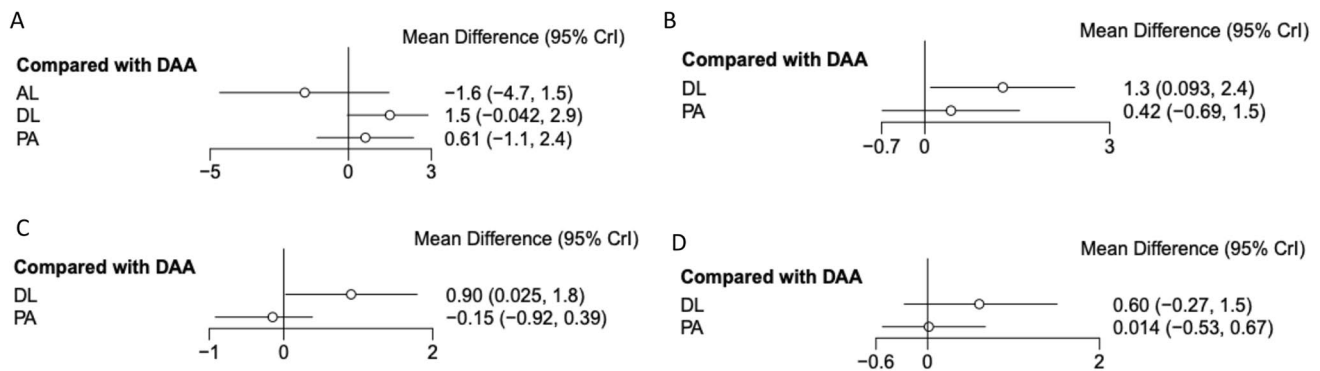 A
Mean Difference (95% CrI)
Compared with DAA
AL −1.6 (−4.7, 1.5)
DL 1.5 (−0.042, 2.9)
PA 0.61 (−1.1, 2.4)
−5 0 3
B
Mean Difference (95% CrI)
Compared with DAA
DL 1.3 (0.093, 2.4)
PA 0.42 (−0.69, 1.5)
−0.7 0 3
C
Mean Difference (95% CrI)
Compared with DAA
DL 0.90 (0.025, 1.8)
PA −0.15 (−0.92, 0.39)
−1 0 2
D
Mean Difference (95% CrI)
Compared with DAA
DL 0.60 (−0.27, 1.5)
PA 0.014 (−0.53, 0.67)
−0.6 0 2